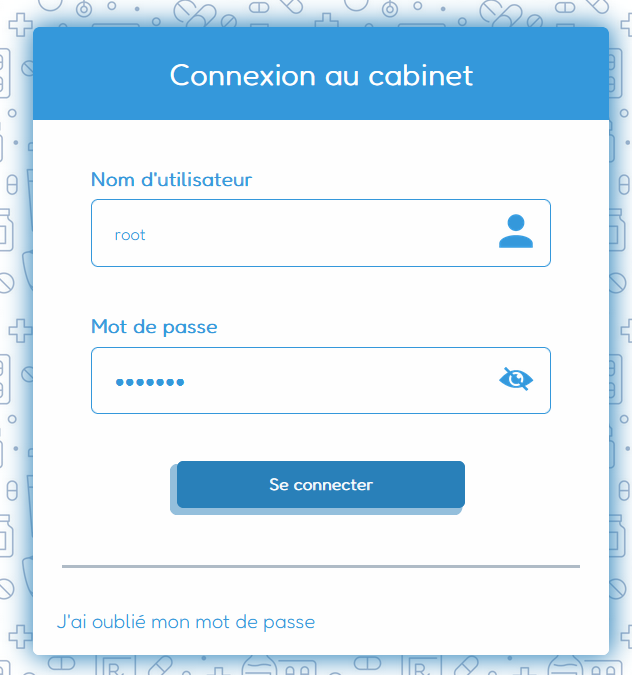 Connexion au cabinet
Nom d'utilisateur
root
Mot de passe
•••••••
Se connecter
J'ai oublié mon mot de passe